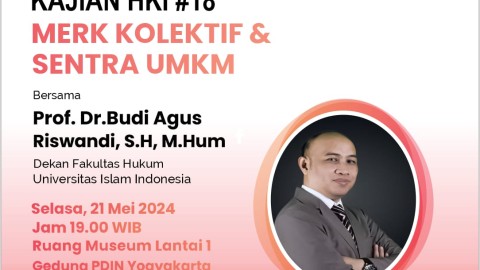 KAJIAN HKI #18
MERK KOLEKTIF &
SENTRA UMKM
Bersama
Prof. Dr.Budi Agus
Riswandi, S.H, M.Hum
Dekan Fakultas Hukum
Universitas Islam Indonesia
Selasa, 21 Mei 2024
Jam 19.00 WIB
Ruang Museum Lantai 1
Gedung PDIN Yogyakarta